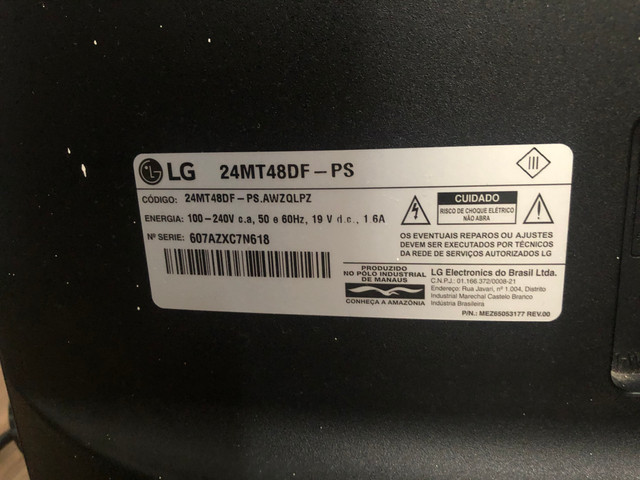 LG 24MT48DF-PS
CÓDIGO: 24MT48DF-PS.AWZQLPZ
ENERGIA: 100-240V c.a, 50 e 60Hz, 19 V d.c., 1.6A
Nº SERIE: 607AZXC7N618
III
CUIDADO
RISCO DE CHOQUE ELÉTRICO
NÃO ABRA
OS EVENTUAIS REPAROS OU AJUSTES
DEVEM SER EXECUTADOS POR TÉCNICOS
DA REDE DE SERVIÇOS AUTORIZADOS LG
PRODUZIDO
NO PÓLO INDUSTRIAL
DE MANAUS
CONHEÇA A AMAZÔNIA
LG Electronics do Brasil Ltda.
C.N.P.J.: 01.166.372/0008-21
Endereço: Rua Javari, nº 1.004, Distrito
Industrial Marechal Castelo Branco
Indústria Brasileira
P/N.: MEZ65053177 REV.00